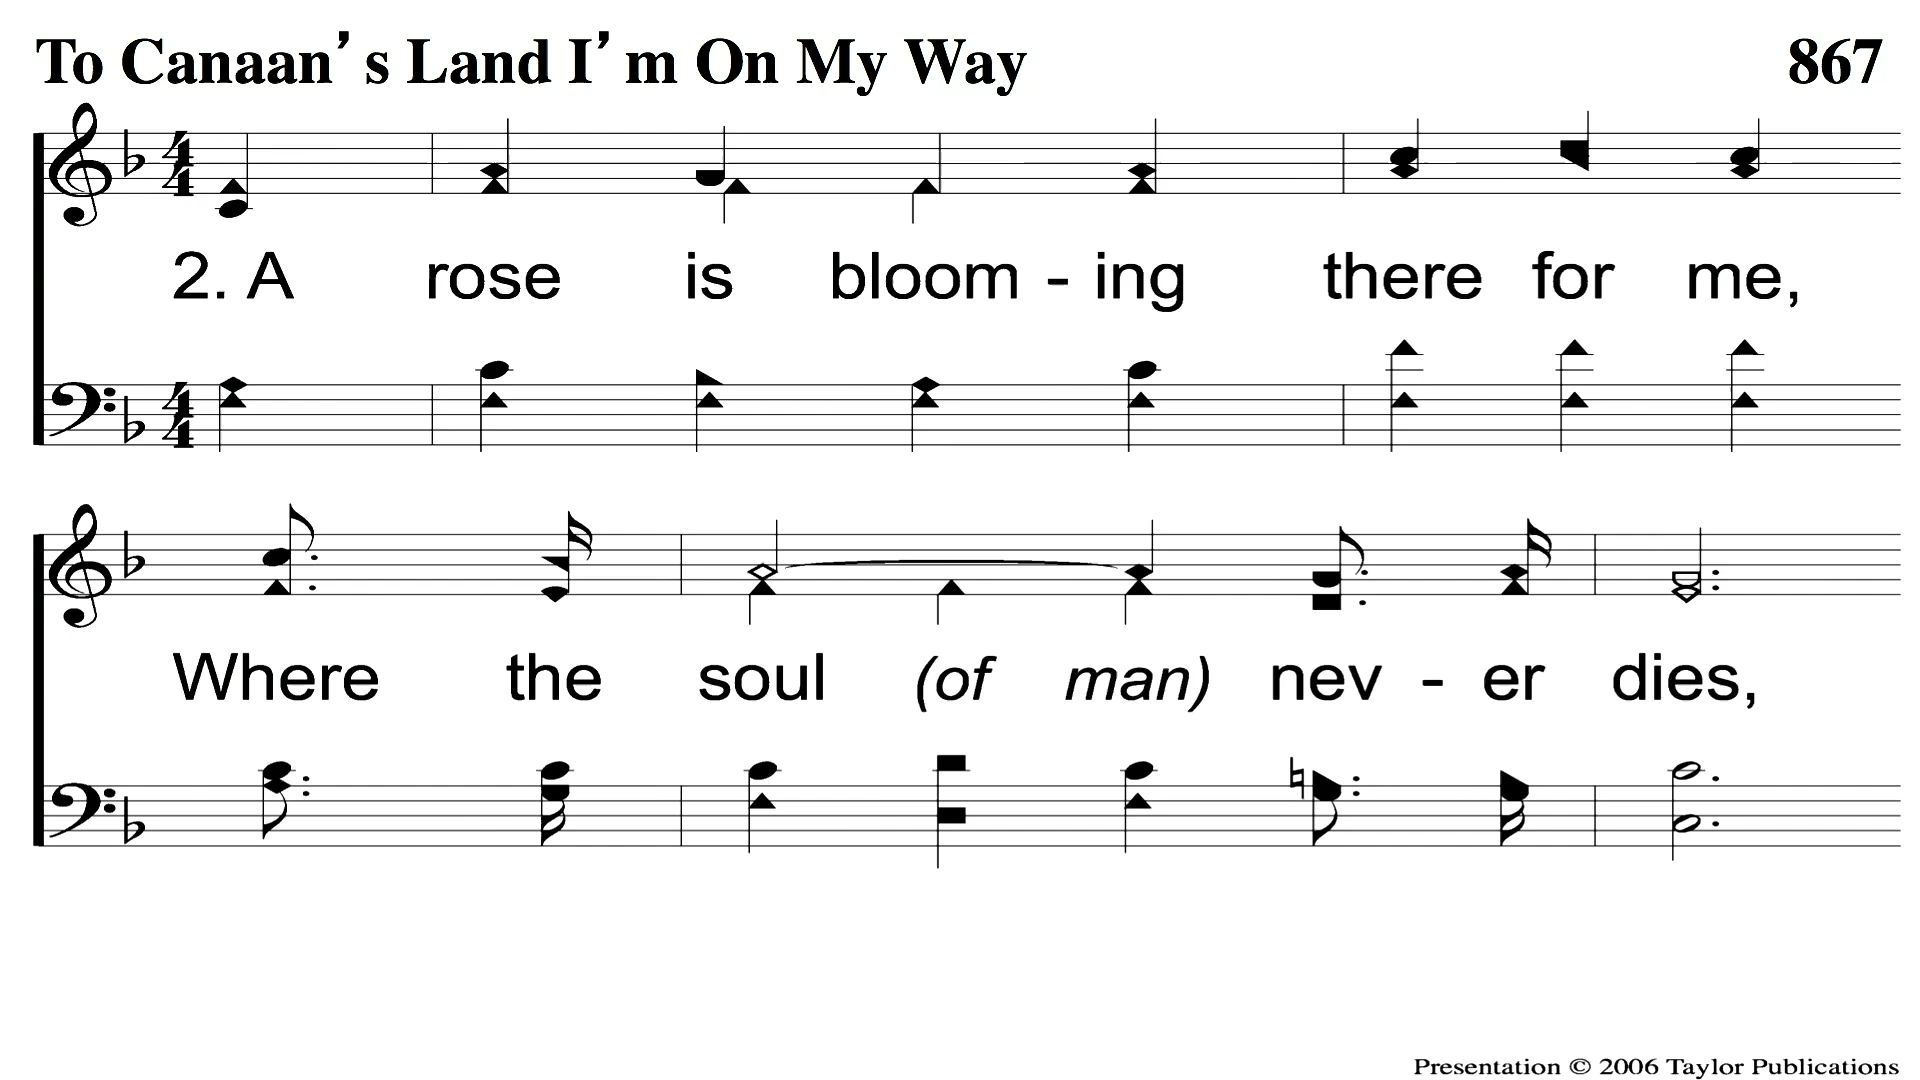 To Canaan’s Land I’m On My Way 867
2. A rose is bloom - ing there for me,
Where the soul (of man) nev - er dies,
Presentation © 2006 Taylor Publications